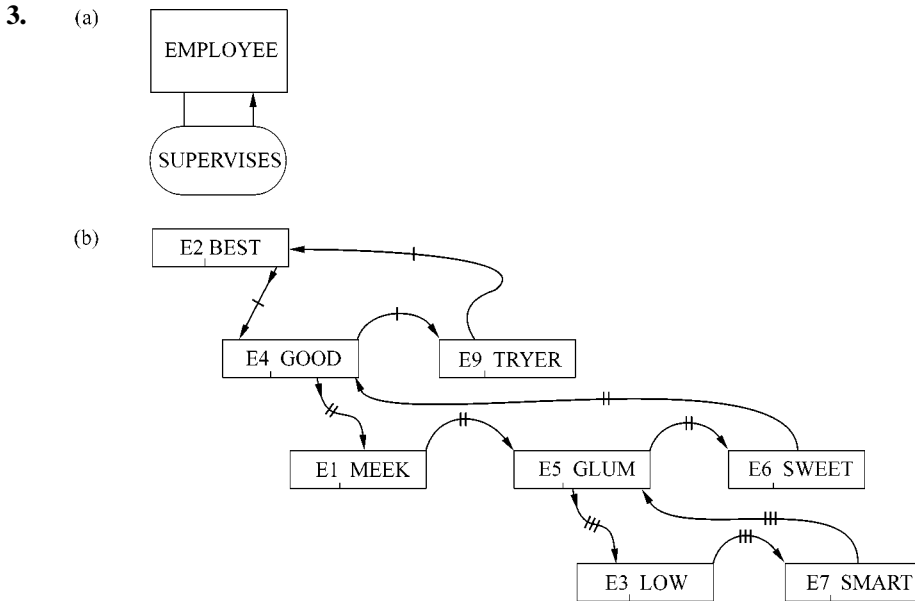 3. (a)
EMPLOYEE
SUPERVISES
(b)
E2 BEST
E4 GOOD
E9 TRYER
E1 MEEK
E5 GLUM
E6 SWEET
E3 LOW
E7 SMART